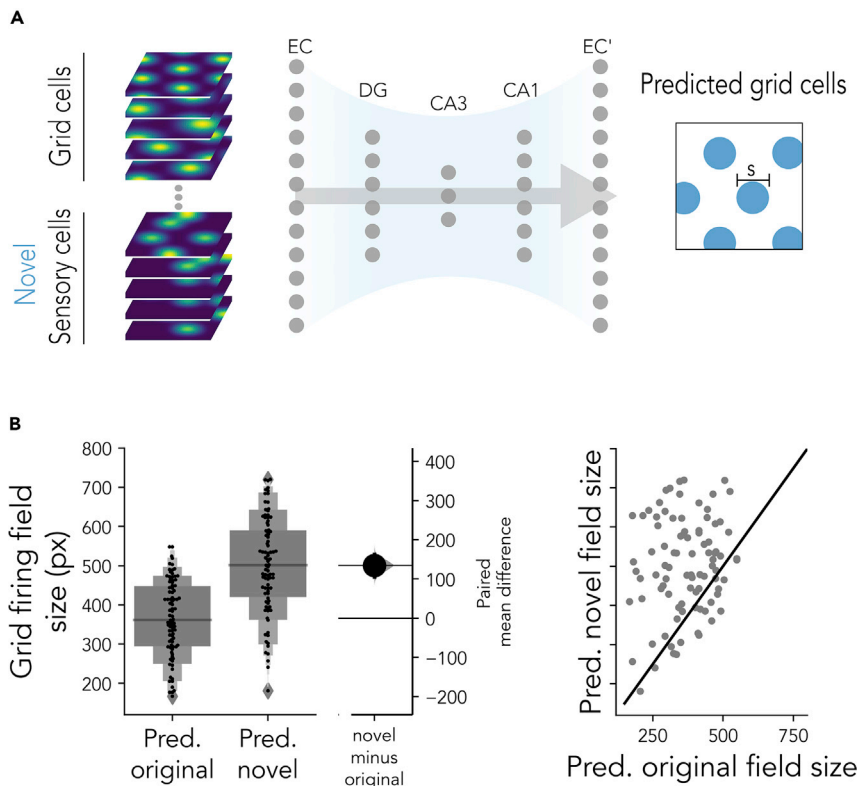 A
Grid cells
Novel
Sensory cells
EC
DG
CA3
CA1
EC'
Predicted grid cells
s
B
Grid firing field
size (px)
800
700
600
500
400
300
200
Pred.
original
Pred.
novel
400
300
200
100
0
−100
−200
Paired
mean difference
novel
minus
original
Pred. novel field size
250
500
750
Pred. original field size